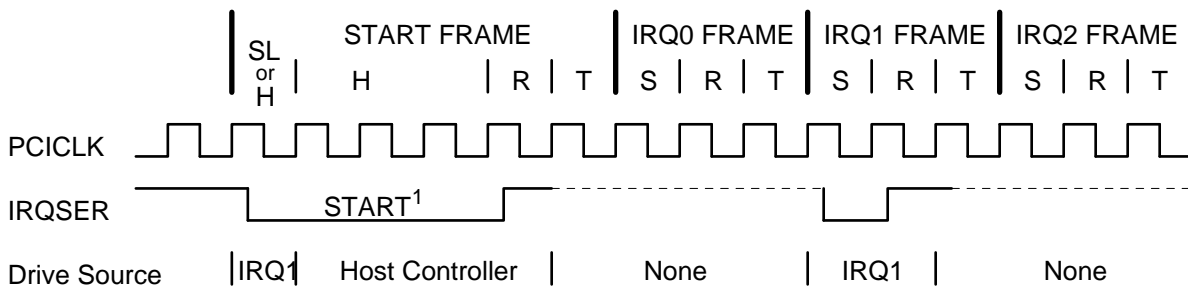 START FRAME IRQ0 FRAME IRQ1 FRAME IRQ2 FRAME
SL
or
H
H R T S R T S R T S R T
PCICLK
IRQSER START1
Drive Source IRQ1 Host Controller None IRQ1 None